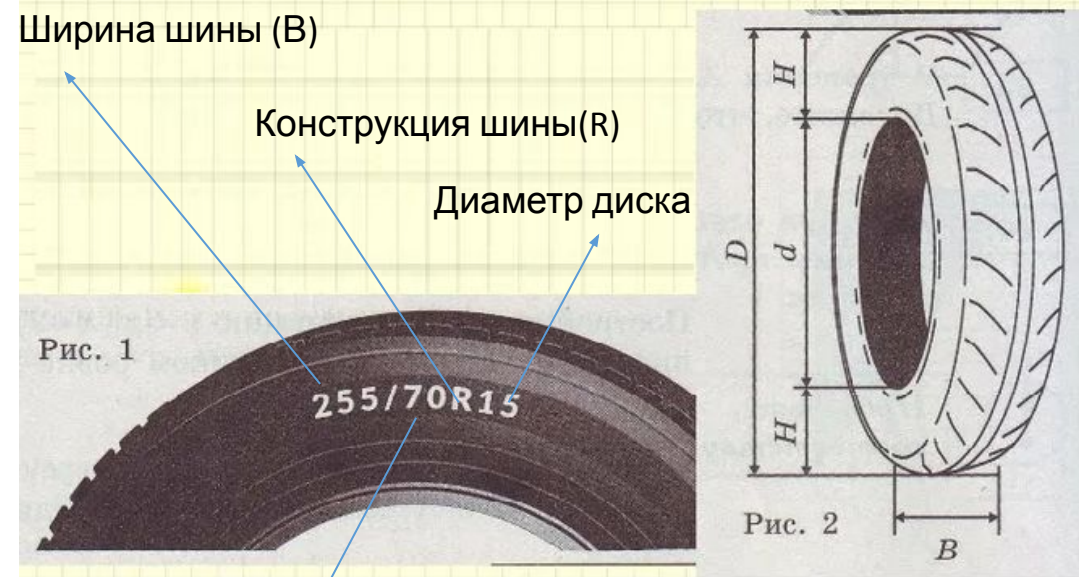 Ширина шины (В)
Конструкция шины(R)
Диаметр диска
Рис. 1
255/70R15
H
D
d
H
Рис. 2
B